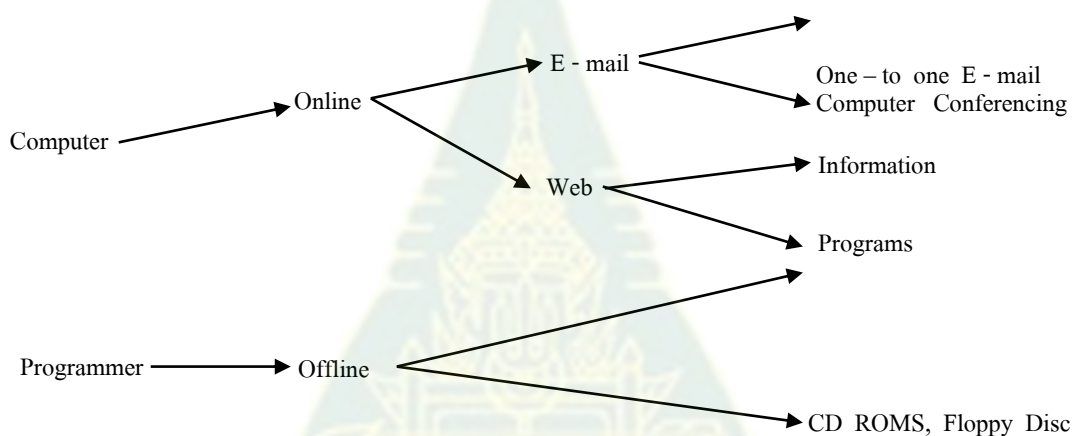 E - mail
One – to one E - mail
Online
Computer Conferencing
Computer
Information
Web
Programs
Programmer
Offline
CD ROMS, Floppy Disc